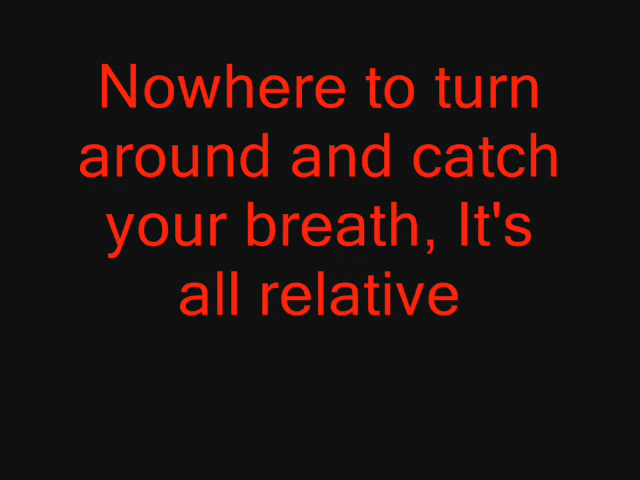 Nowhere to turn
around and catch
your breath, It's
all relative